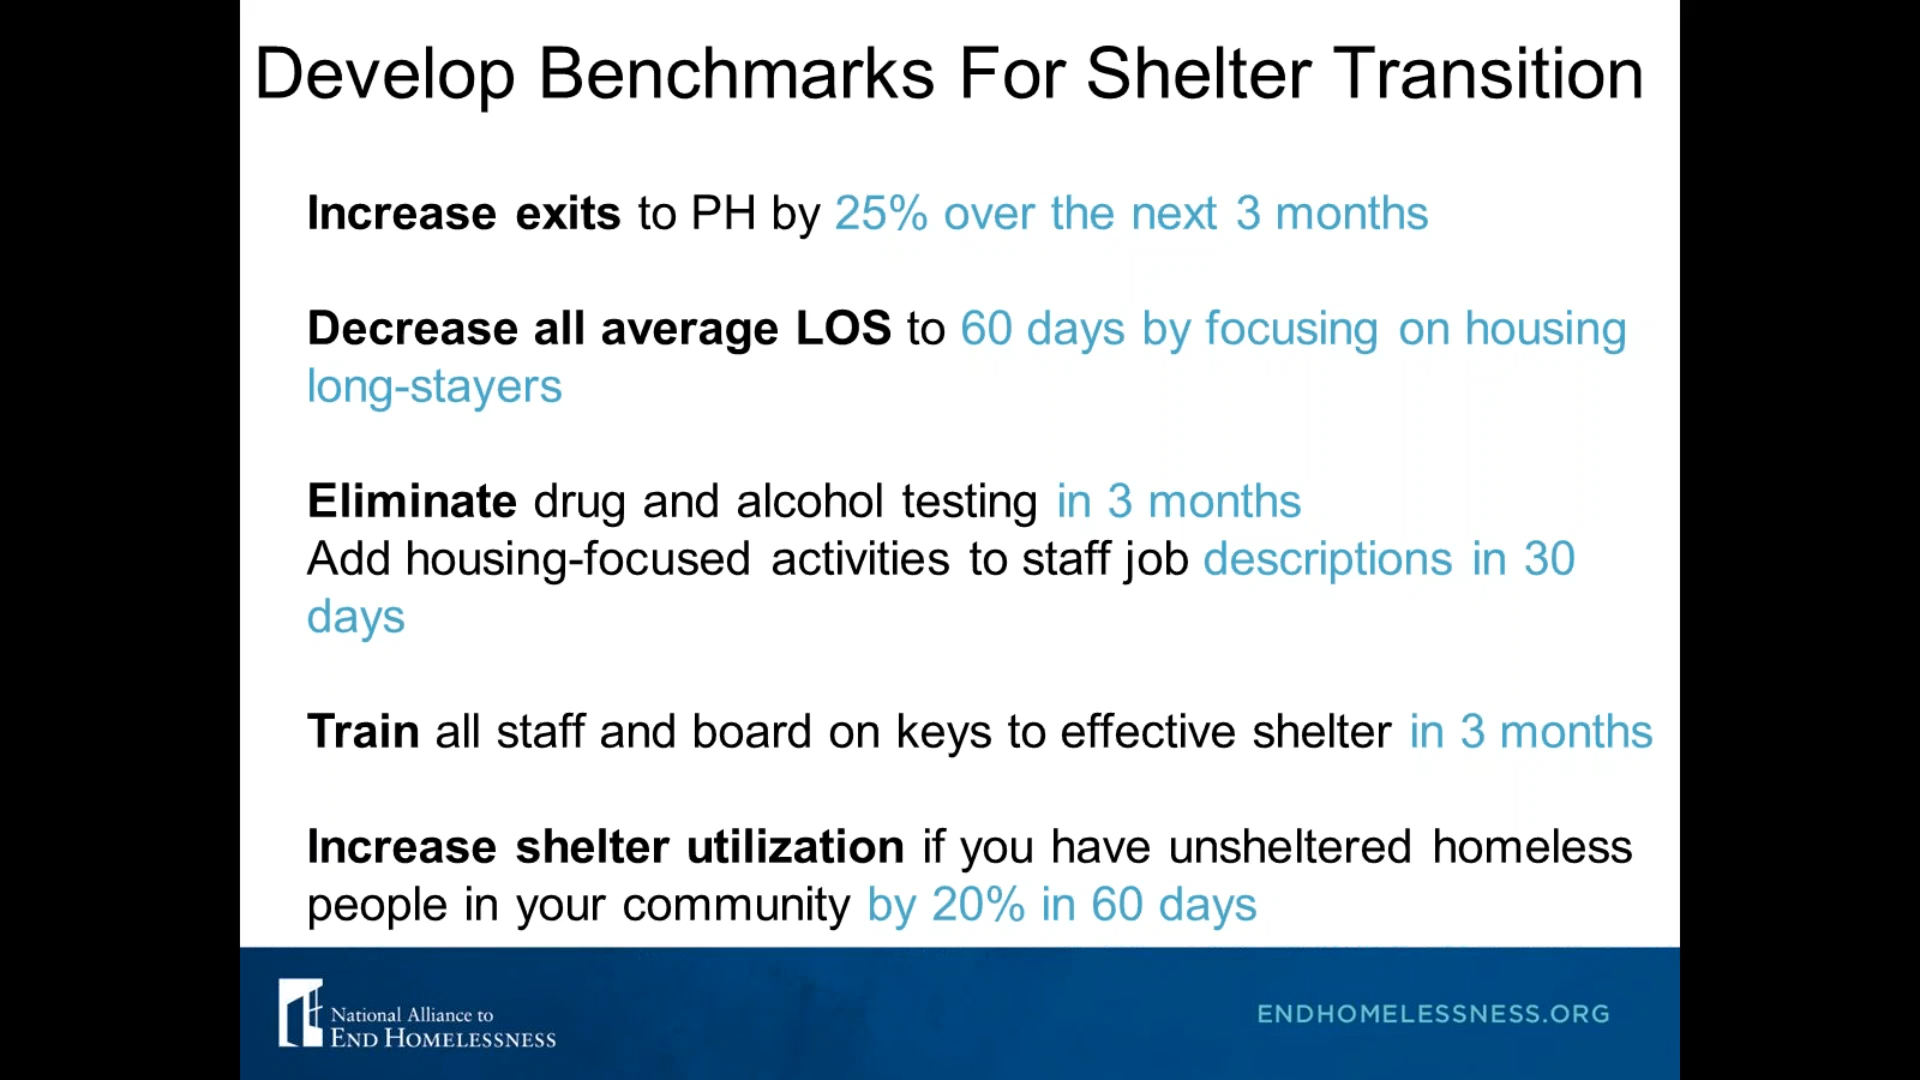 Develop Benchmarks For Shelter Transition
Increase exits to PH by 25% over the next 3 months
Decrease all average LOS to 60 days by focusing on housing
long-stayers
Eliminate drug and alcohol testing in 3 months
Add housing-focused activities to staff job descriptions in 30
days
Train all staff and board on keys to effective shelter in 3 months
Increase shelter utilization if you have unsheltered homeless
people in your community by 20% in 60 days
National Alliance to
END HOMELESSNESS
ENDHOMELESSNESS.ORG